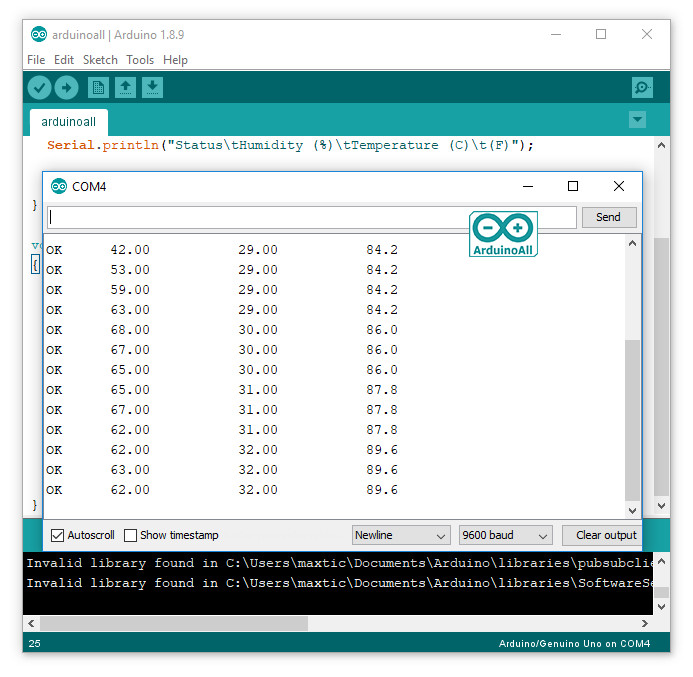 arduinoall | Arduino 1.8.9
File Edit Sketch Tools Help
arduinoall
Serial.println("Status\tHumidity (%)\tTemperature (C)\t(F)");
}
COM4
Send
ArduinoAll
{
OK 42.00 29.00 84.2
OK 53.00 29.00 84.2
OK 59.00 29.00 84.2
OK 63.00 29.00 84.2
OK 68.00 30.00 86.0
OK 67.00 30.00 86.0
OK 65.00 30.00 86.0
OK 65.00 31.00 87.8
OK 67.00 31.00 87.8
OK 62.00 31.00 87.8
OK 62.00 32.00 89.6
OK 63.00 32.00 89.6
OK 62.00 32.00 89.6
}
Autoscroll Show timestamp Newline 9600 baud Clear output
Invalid library found in C:\Users\maxtic\Documents\Arduino\libraries\pubsubclie
Invalid library found in C:\Users\maxtic\Documents\Arduino\libraries\SoftwareSe
25 Arduino/Genuino Uno on COM4